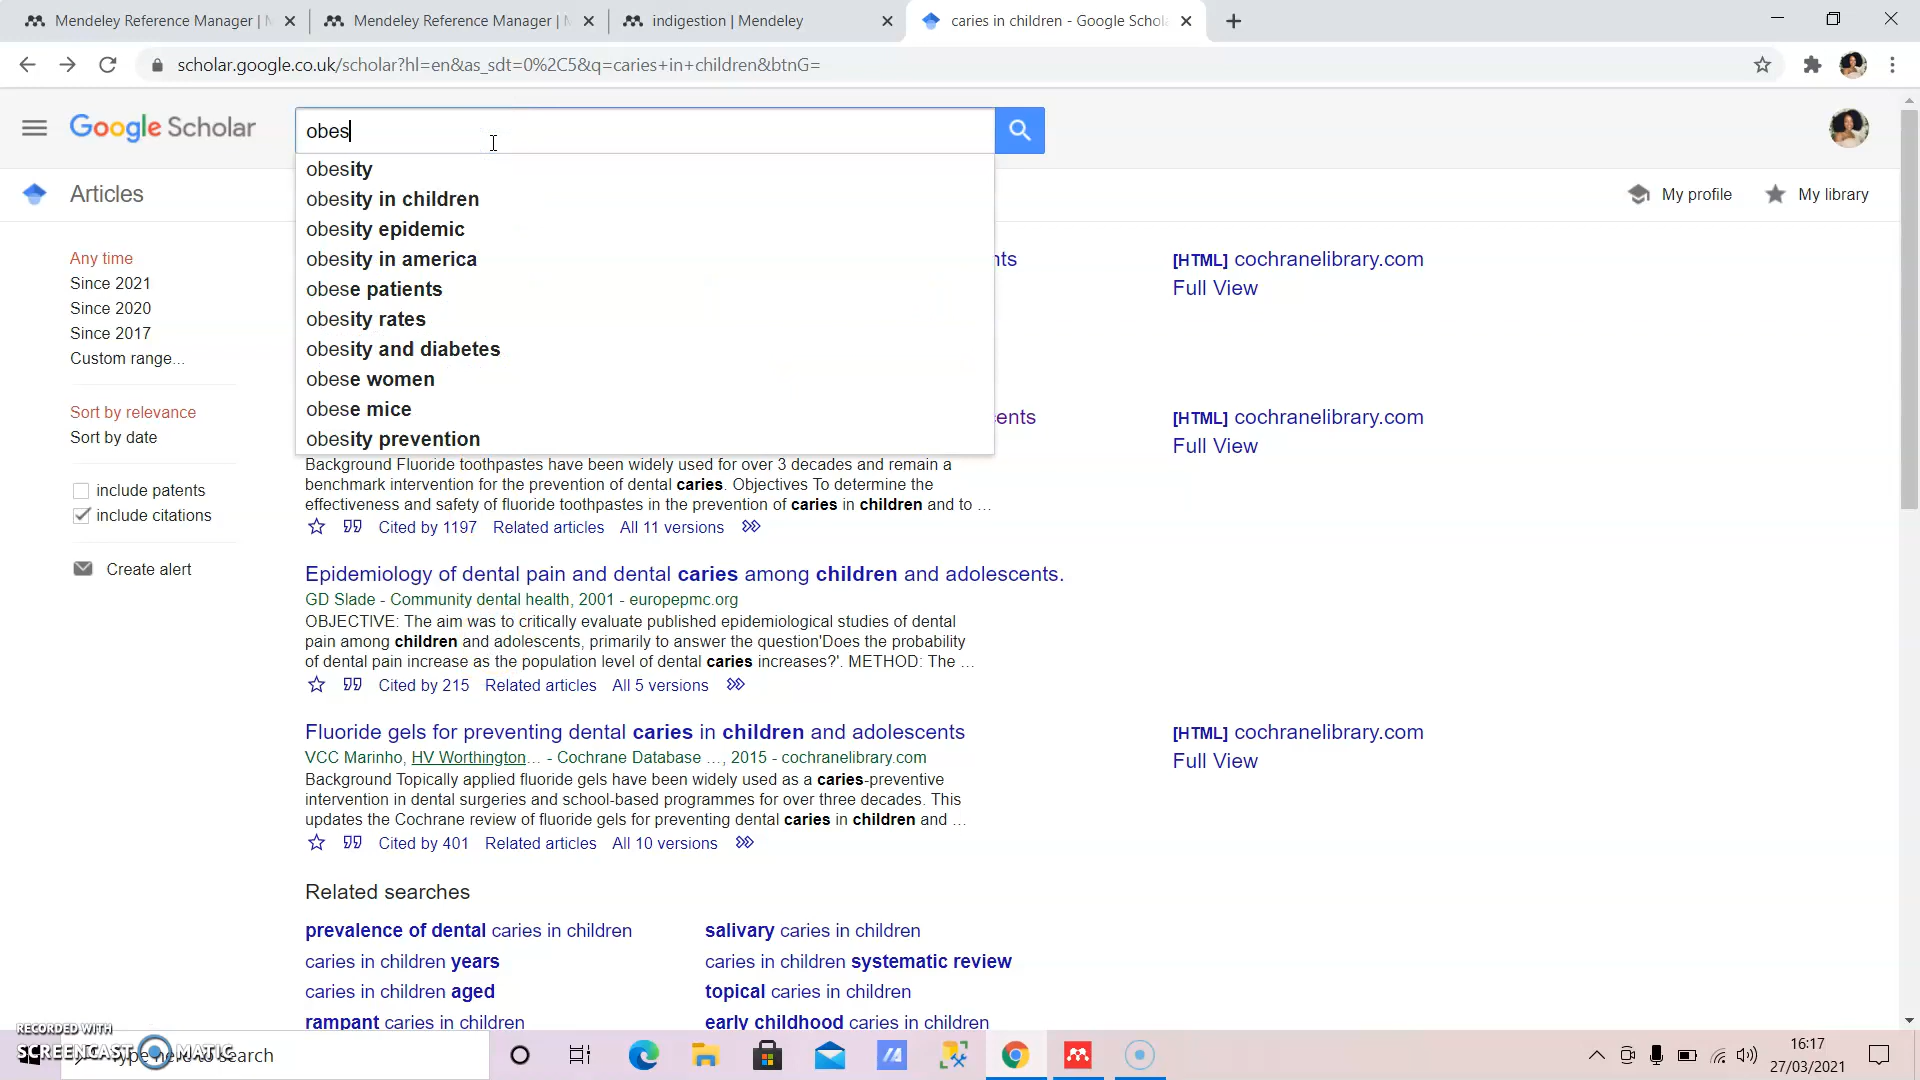 Mendeley Reference Manager |
Mendeley Reference Manager |
indigestion | Mendeley
caries in children - Google Schol
scholar.google.co.uk/scholar?hl=en&as_sdt=0%2C5&q=caries+in+children&btnG=
Google Scholar
obes
obesity
obesity in children
obesity epidemic
obesity in america
obese patients
obesity rates
obesity and diabetes
obese women
obese mice
obesity prevention
Articles
My profile
My library
Any time
Since 2021
Since 2020
Since 2017
Custom range...
Sort by relevance
Sort by date
include patents
include citations
Create alert
nts
[HTML] cochranelibrary.com
Full View
ents
[HTML] cochranelibrary.com
Full View
Background Fluoride toothpastes have been widely used for over 3 decades and remain a
benchmark intervention for the prevention of dental caries. Objectives To determine the
effectiveness and safety of fluoride toothpastes in the prevention of caries in children and to ...
Cited by 1197 Related articles All 11 versions
Epidemiology of dental pain and dental caries among children and adolescents.
GD Slade - Community dental health, 2001 - europepmc.org
OBJECTIVE: The aim was to critically evaluate published epidemiological studies of dental
pain among children and adolescents, primarily to answer the question'Does the probability
of dental pain increase as the population level of dental caries increases?'. METHOD: The ...
Cited by 215 Related articles All 5 versions
Fluoride gels for preventing dental caries in children and adolescents
[HTML] cochranelibrary.com
VCC Marinho, HV Worthington... - Cochrane Database ..., 2015 - cochranelibrary.com
Full View
Background Topically applied fluoride gels have been widely used as a caries-preventive
intervention in dental surgeries and school-based programmes for over three decades. This
updates the Cochrane review of fluoride gels for preventing dental caries in children and ...
Cited by 401 Related articles All 10 versions
Related searches
prevalence of dental caries in children
salivary caries in children
caries in children years
caries in children systematic review
caries in children aged
topical caries in children
rampant caries in children
early childhood caries in children
RECORDED WITH
SCREENCAST MATIC
Type here to search
16:17
27/03/2021